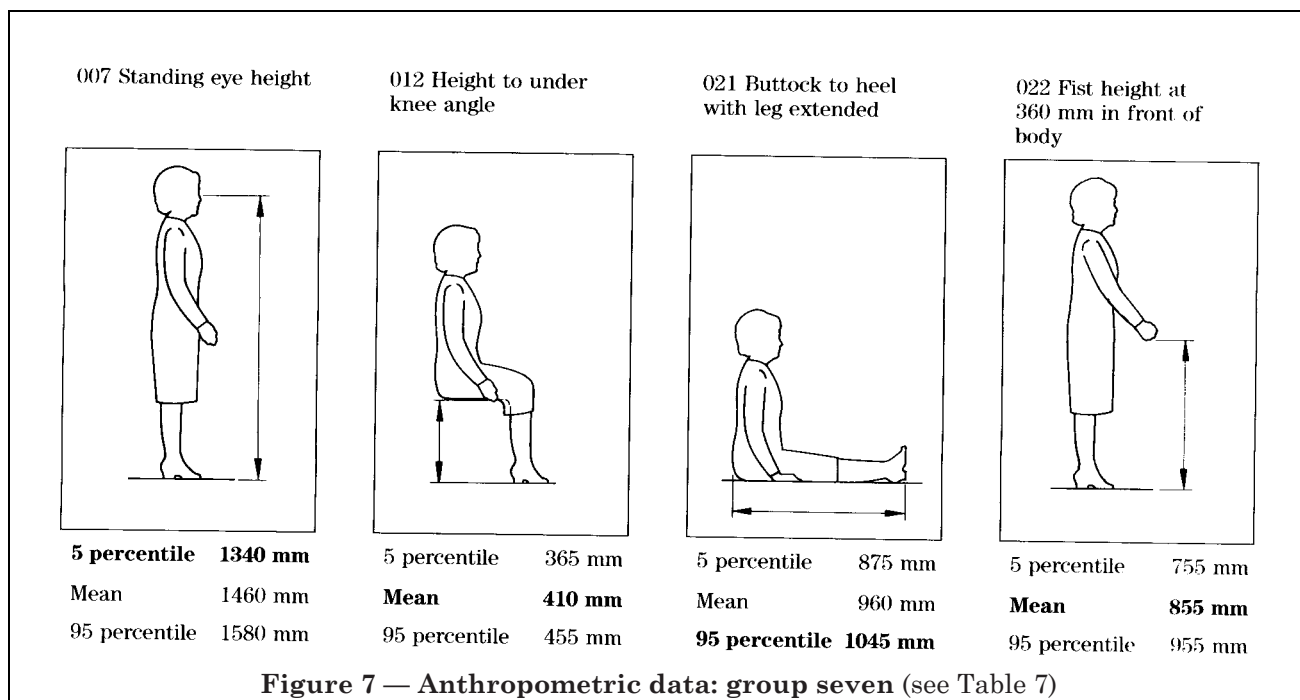 007 Standing eye height
012 Height to under
knee angle
021 Buttock to heel
with leg extended
022 Fist height at
360 mm in front of
body
5 percentile 1340 mm
Mean 1460 mm
95 percentile 1580 mm
5 percentile 365 mm
Mean 410 mm
95 percentile 455 mm
5 percentile 875 mm
Mean 960 mm
95 percentile 1045 mm
5 percentile 755 mm
Mean 855 mm
95 percentile 955 mm
Figure 7 — Anthropometric data: group seven (see Table 7)